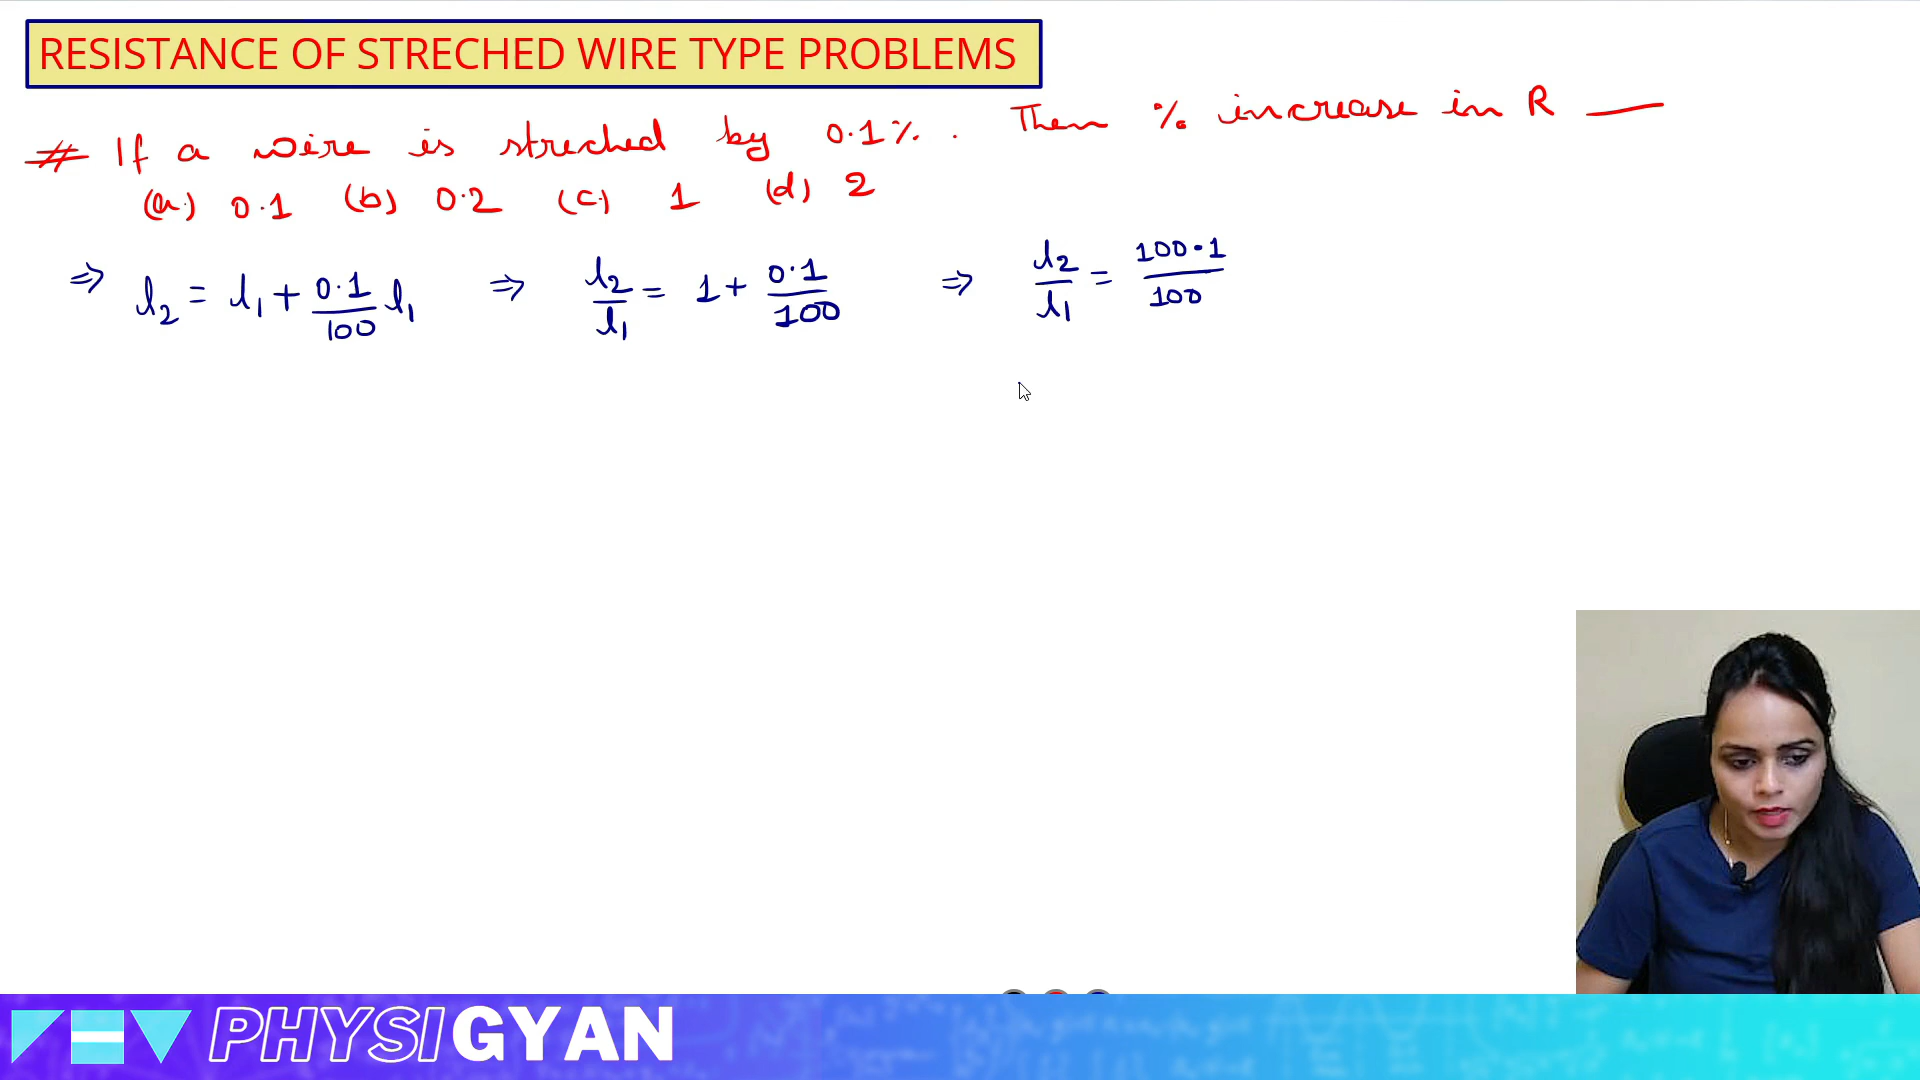 RESISTANCE OF STRECHED WIRE TYPE PROBLEMS
# If a wire is streched by 0.1%. Then % increase in R __
(a) 0.1 (b) 0.2 (c) 1 (d) 2
⇒ l₂ = l₁ + 0.1/100 l₁ ⇒ l₂/l₁ = 1 + 0.1/100 ⇒ l₂/l₁ = 100.1/100
PHYSIGYAN